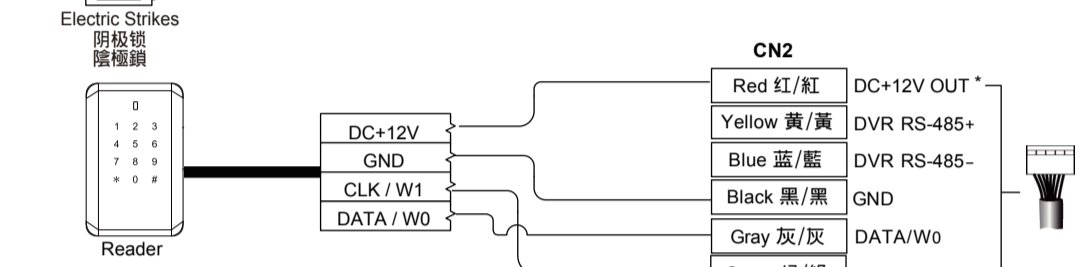 Electric Strikes
阴极锁
陰極鎖
0
1 2 3
4 5 6
7 8 9
* 0 #
Reader
DC+12V
GND
CLK / W1
DATA / W0
CN2
Red 红/紅 DC+12V OUT *
Yellow 黄/黃 DVR RS-485+
Blue 蓝/藍 DVR RS-485-
Black 黑/黑 GND
Gray 灰/灰 DATA/W0